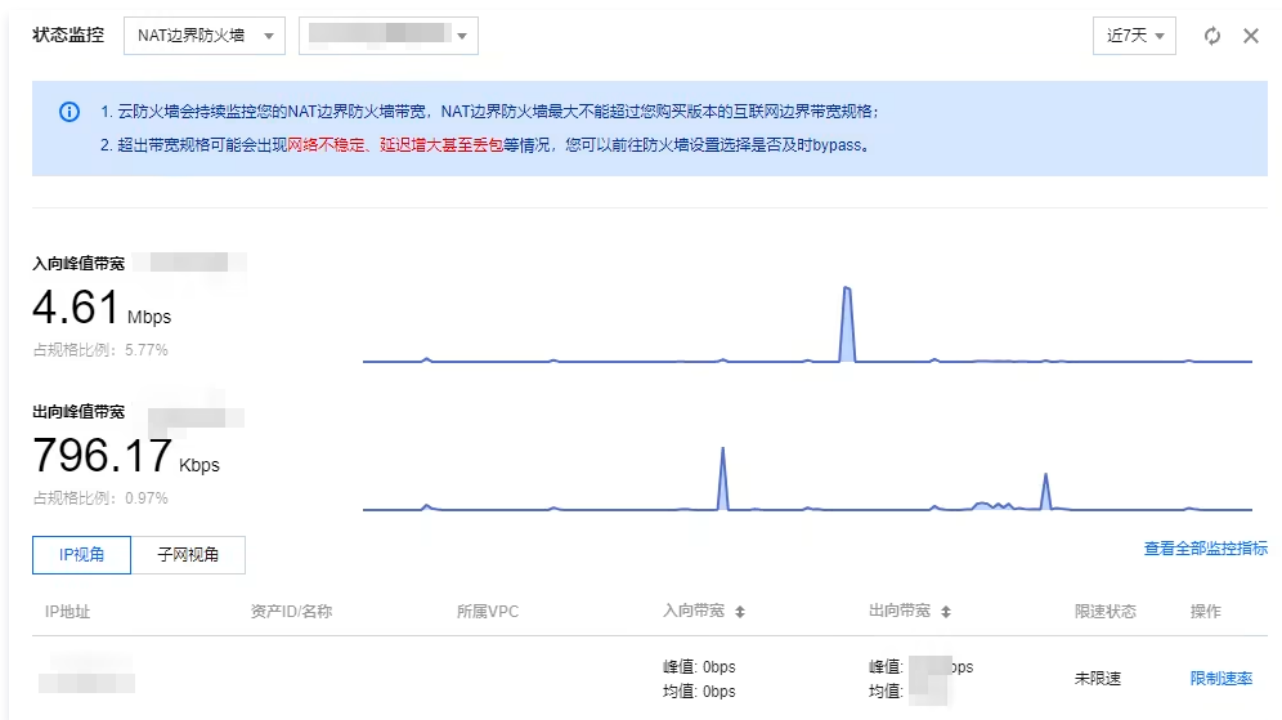 状态监控 NAT边界防火墙 近7天
1. 云防火墙会持续监控您的NAT边界防火墙带宽，NAT边界防火墙最大不能超过您购买版本的互联网边界带宽规格；
2. 超出带宽规格可能会出现网络不稳定、延迟增大甚至丢包等情况，您可以前往防火墙设置选择是否及时bypass。
入向峰值带宽
4.61 Mbps
占规格比例：5.77%
出向峰值带宽
796.17 Kbps
占规格比例：0.97%
IP视角 子网视角 查看全部监控指标
IP地址 资产ID/名称 所属VPC 入向带宽 出向带宽 限速状态 操作
峰值: 0bps 峰值: bps
均值: 0bps 均值:
未限速 限制速率